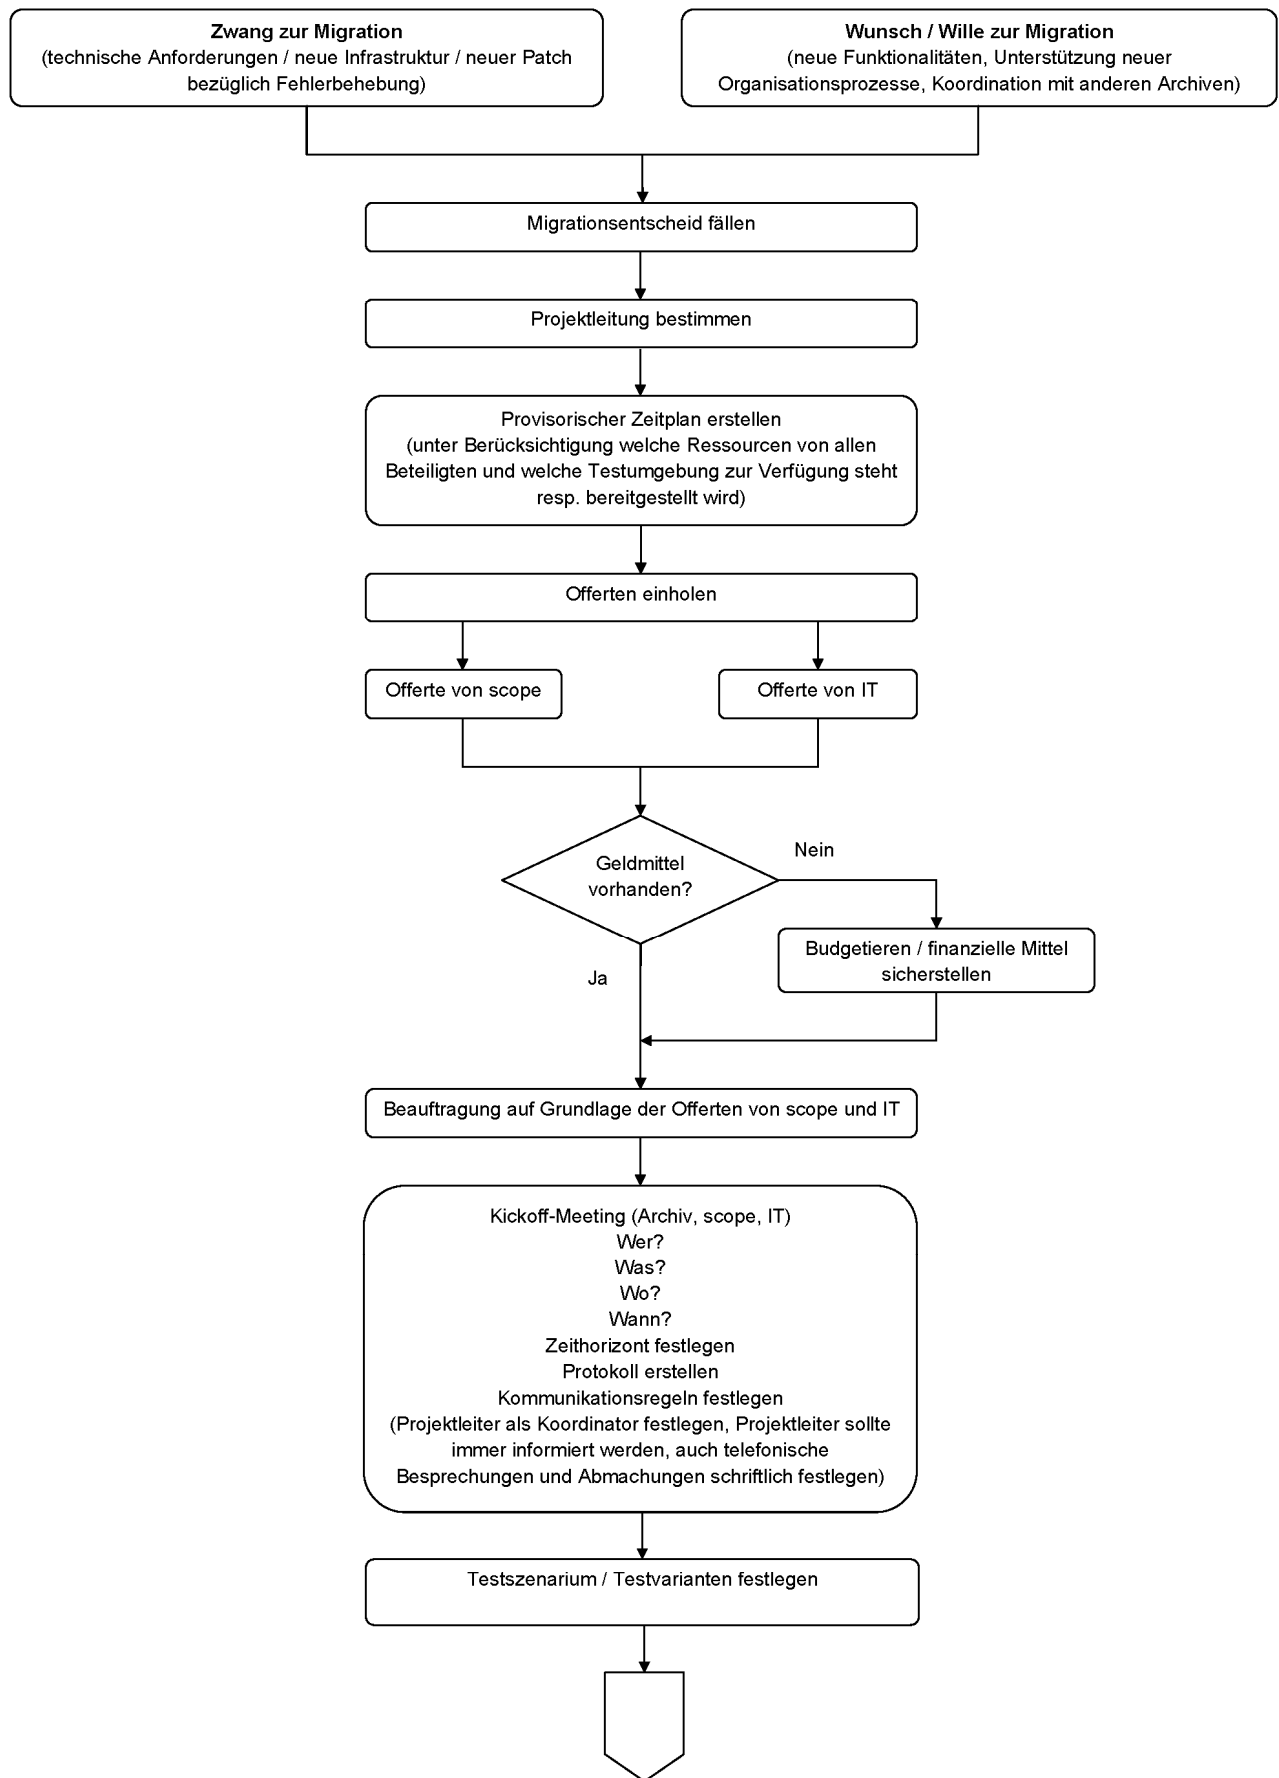 Zwang zur Migration
(technische Anforderungen / neue Infrastruktur / neuer Patch
bezüglich Fehlerbehebung)
Wunsch / Wille zur Migration
(neue Funktionalitäten, Unterstützung neuer
Organisationsprozesse, Koordination mit anderen Archiven)
Migrationsentscheid fällen
Projektleitung bestimmen
Provisorischer Zeitplan erstellen
(unter Berücksichtigung welche Ressourcen von allen
Beteiligten und welche Testumgebung zur Verfügung steht
resp. bereitgestellt wird)
Offerten einholen
Offerte von scope
Offerte von IT
Geldmittel
vorhanden?
Nein
Budgetieren / finanzielle Mittel
sicherstellen
Ja
Beauftragung auf Grundlage der Offerten von scope und IT
Kickoff-Meeting (Archiv, scope, IT)
Wer?
Was?
Wo?
Wann?
Zeithorizont festlegen
Protokoll erstellen
Kommunikationsregeln festlegen
(Projektleiter als Koordinator festlegen, Projektleiter sollte
immer informiert werden, auch telefonische
Besprechungen und Abmachungen schriftlich festlegen)
Testszenarium / Testvarianten festlegen